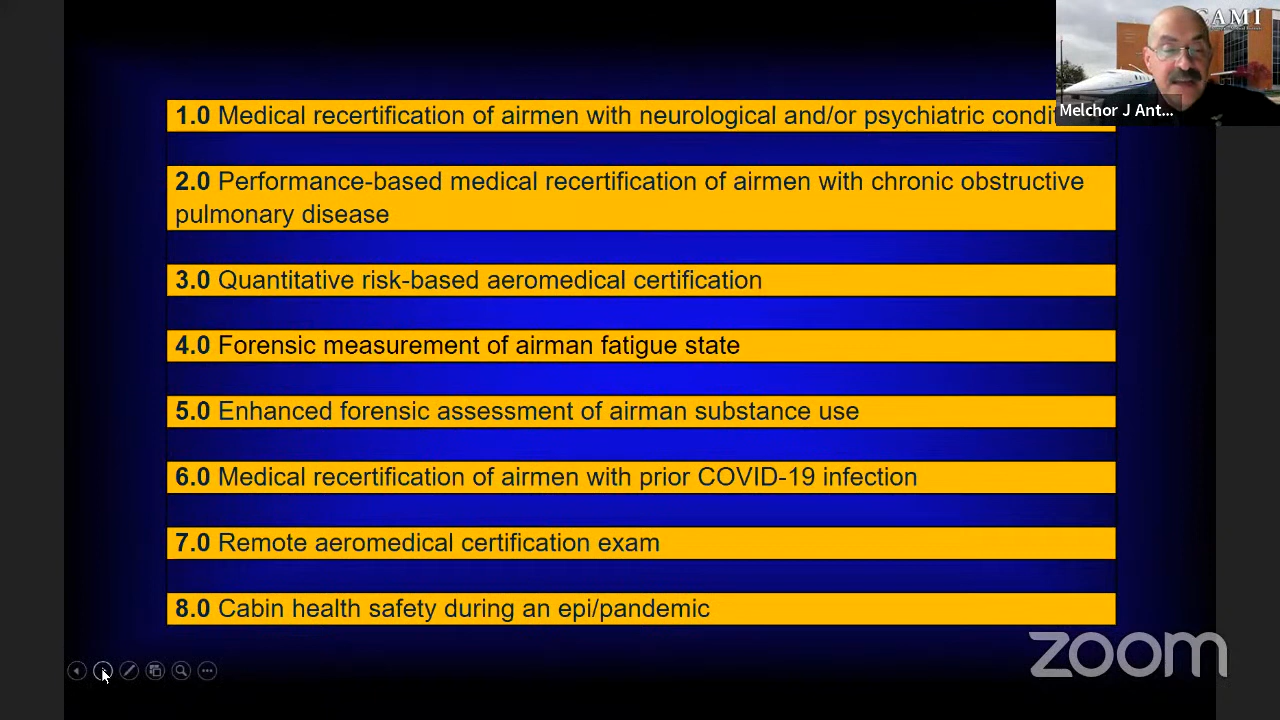 CAMI
Melchor J Ant...
1.0 Medical recertification of airmen with neurological and/or psychiatric
2.0 Performance-based medical recertification of airmen with chronic obstructive
pulmonary disease
3.0 Quantitative risk-based aeromedical certification
4.0 Forensic measurement of airman fatigue state
5.0 Enhanced forensic assessment of airman substance use
6.0 Medical recertification of airmen with prior COVID-19 infection
7.0 Remote aeromedical certification exam
8.0 Cabin health safety during an epi/pandemic
zoom